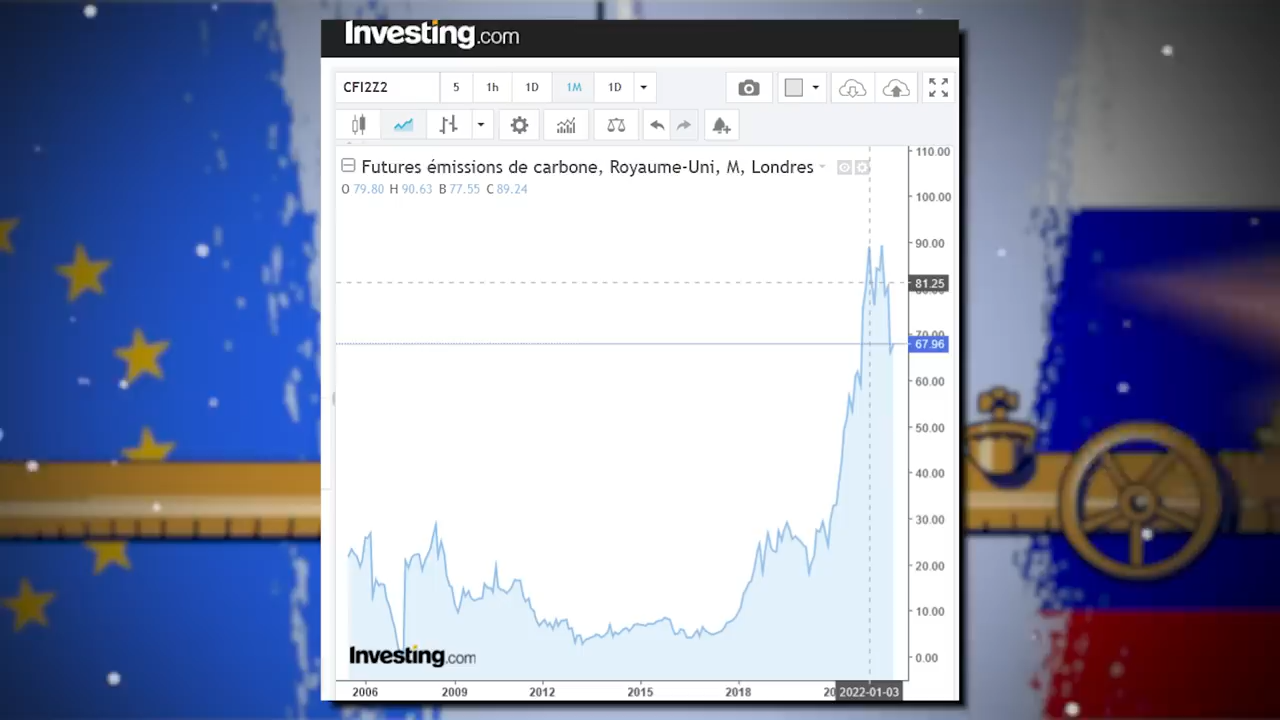 Investing.com
CFI2Z2 5 1h 1D 1M 1D
Futures émissions de carbone, Royaume-Uni, M, Londres
O 79.80 H 90.63 B 77.55 C 89.24
110.00
100.00
90.00
81.25
70.00
67.96
60.00
50.00
40.00
30.00
20.00
10.00
0.00
Investing.com
2006 2009 2012 2015 2018 20 2022-01-03